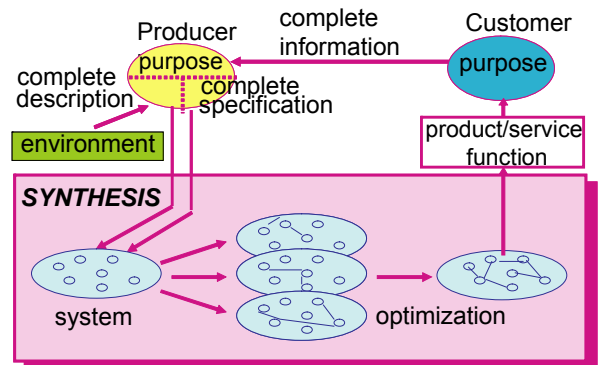 Producer
complete
information
Customer
purpose
purpose
complete
description
complete
specification
environment
product/service
function
SYNTHESIS
system
optimization